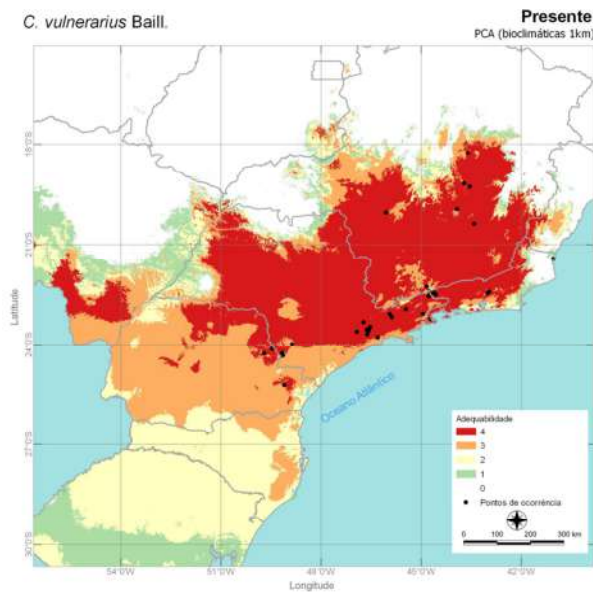 C. vulnerarius Baill.
Presente
PCA (bioclimáticas 1km)
18°0'S
21°0'S
24°0'S
27°0'S
30°0'S
Latitude
Oceano Atlântico
Adequabilidade
4
3
2
1
0
Pontos de ocorrência
0 100 200 300 km
54°0'W 51°0'W 48°0'W 42°0'W
Longitude